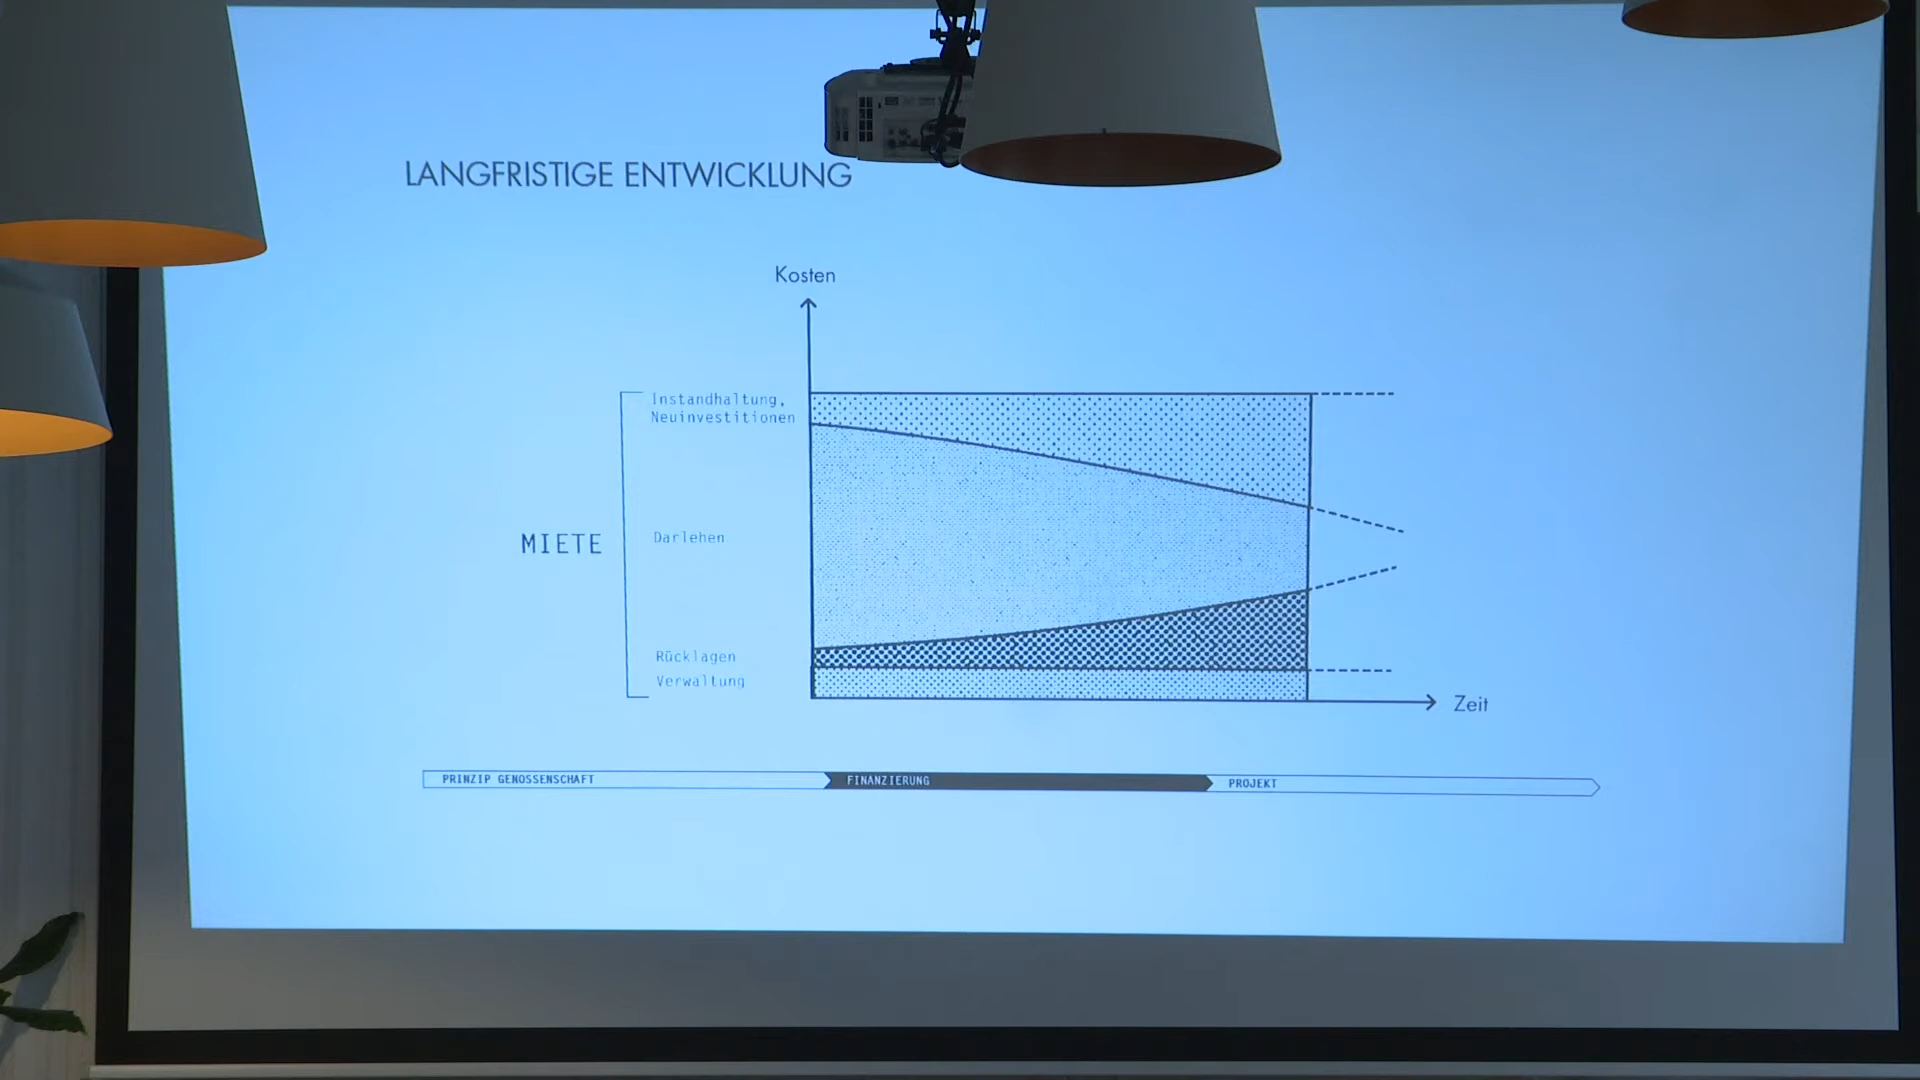 LANGFRISTIGE ENTWICKLUNG
Kosten
Instandhaltung,
Neuinvestitionen
MIETE
Darlehen
Rücklagen
Verwaltung
Zeit
PRINZIP GENOSSENSCHAFT
FINANZIERUNG
PROJEKT